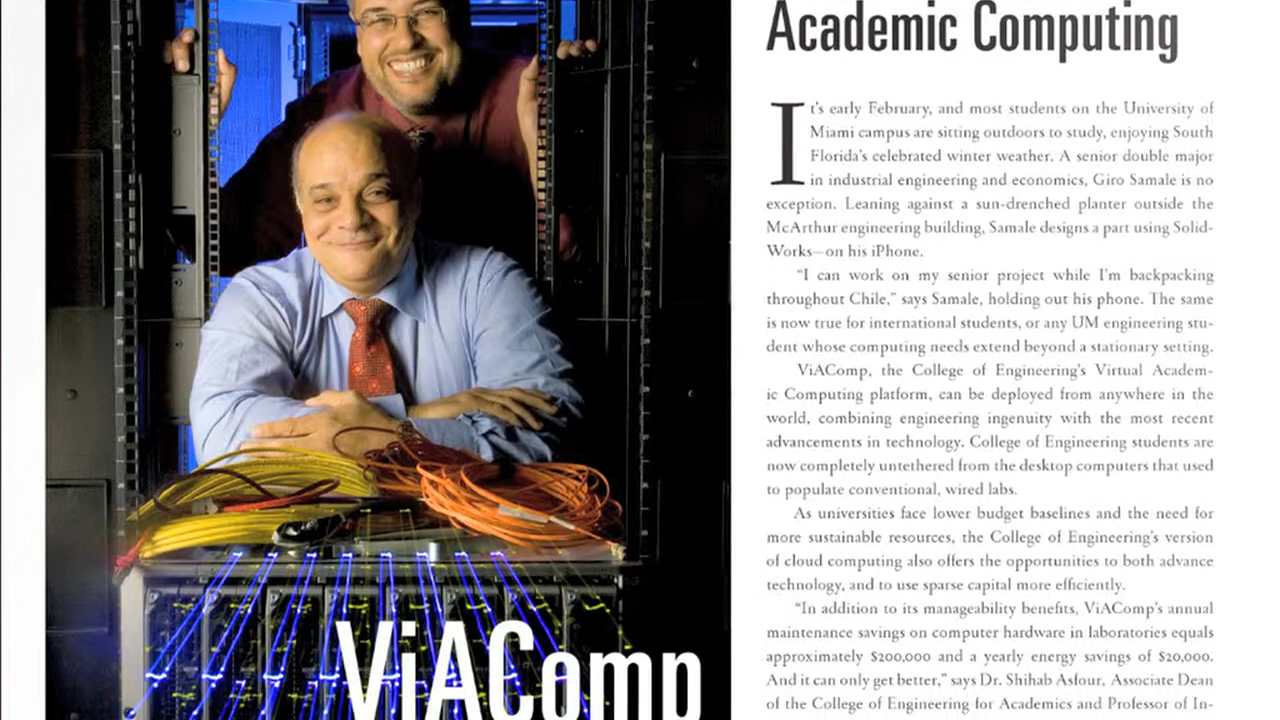 ViAComp
Academic Computing
It's early February, and most students on the University of
Miami campus are sitting outdoors to study, enjoying South
Florida's celebrated winter weather. A senior double major
in industrial engineering and economics, Giro Samale is no
exception. Leaning against a sun-drenched planter outside the
McArthur engineering building, Samale designs a part using Solid-
Works—on his iPhone.
"I can work on my senior project while I'm backpacking
throughout Chile," says Samale, holding out his phone. The same
is now true for international students, or any UM engineering stu-
dent whose computing needs extend beyond a stationary setting.
ViAComp, the College of Engineering's Virtual Academ-
ic Computing platform, can be deployed from anywhere in the
world, combining engineering ingenuity with the most recent
advancements in technology. College of Engineering students are
now completely untethered from the desktop computers that used
to populate conventional, wired labs.
As universities face lower budget baselines and the need for
more sustainable resources, the College of Engineering's version
of cloud computing also offers the opportunities to both advance
technology, and to use sparse capital more efficiently.
"In addition to its manageability benefits, ViAComp's annual
maintenance savings on computer hardware in laboratories equals
approximately $200,000 and a yearly energy savings of $20,000.
And it can only get better," says Dr. Shihab Asfour, Associate Dean
of the College of Engineering for Academics and Professor of In-